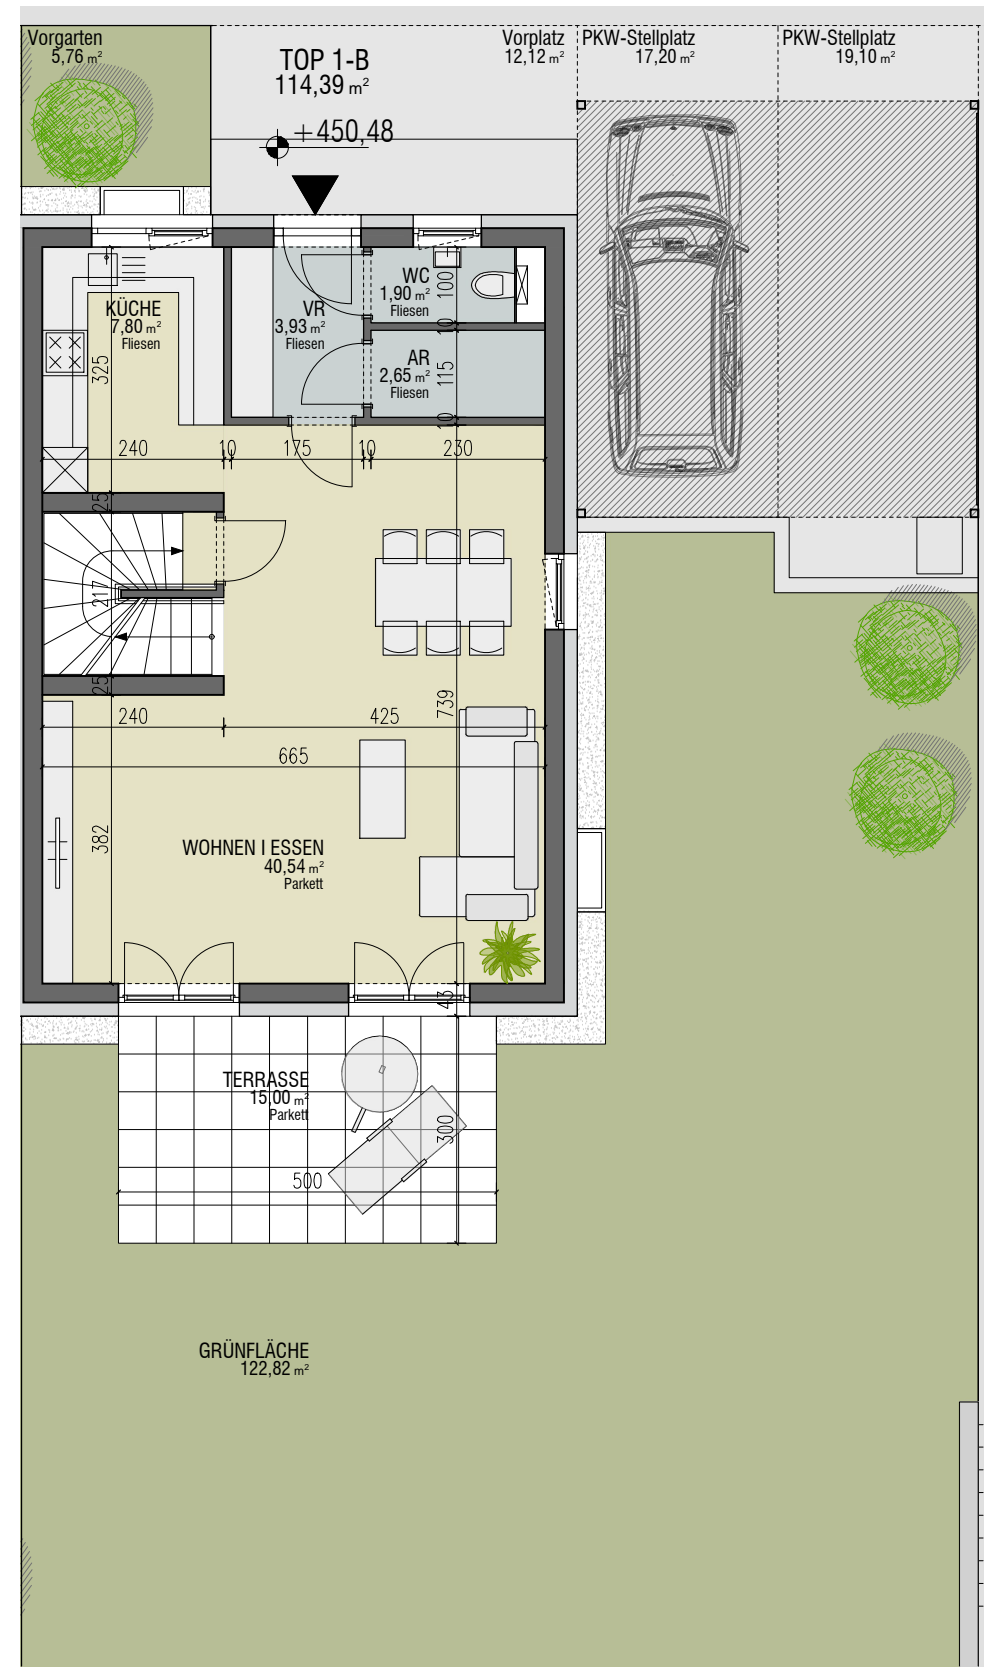 Vorgarten
5,76 m²
TOP 1-B
114,39 m²
Vorplatz
12,12 m²
PKW-Stellplatz
17,20 m²
PKW-Stellplatz
19,10 m²
+450,48
KÜCHE
7,80 m²
Fliesen
VR
3,93 m²
Fliesen
WC
1,90 m²
Fliesen
100
10
AR
2,65 m²
Fliesen
115
10
325
240
10
175
10
230
25
217
25
240
425
739
665
382
WOHNEN I ESSEN
40,54 m²
Parkett
43
TERRASSE
15,00 m²
Parkett
300
500
GRÜNFLÄCHE
122,82 m²